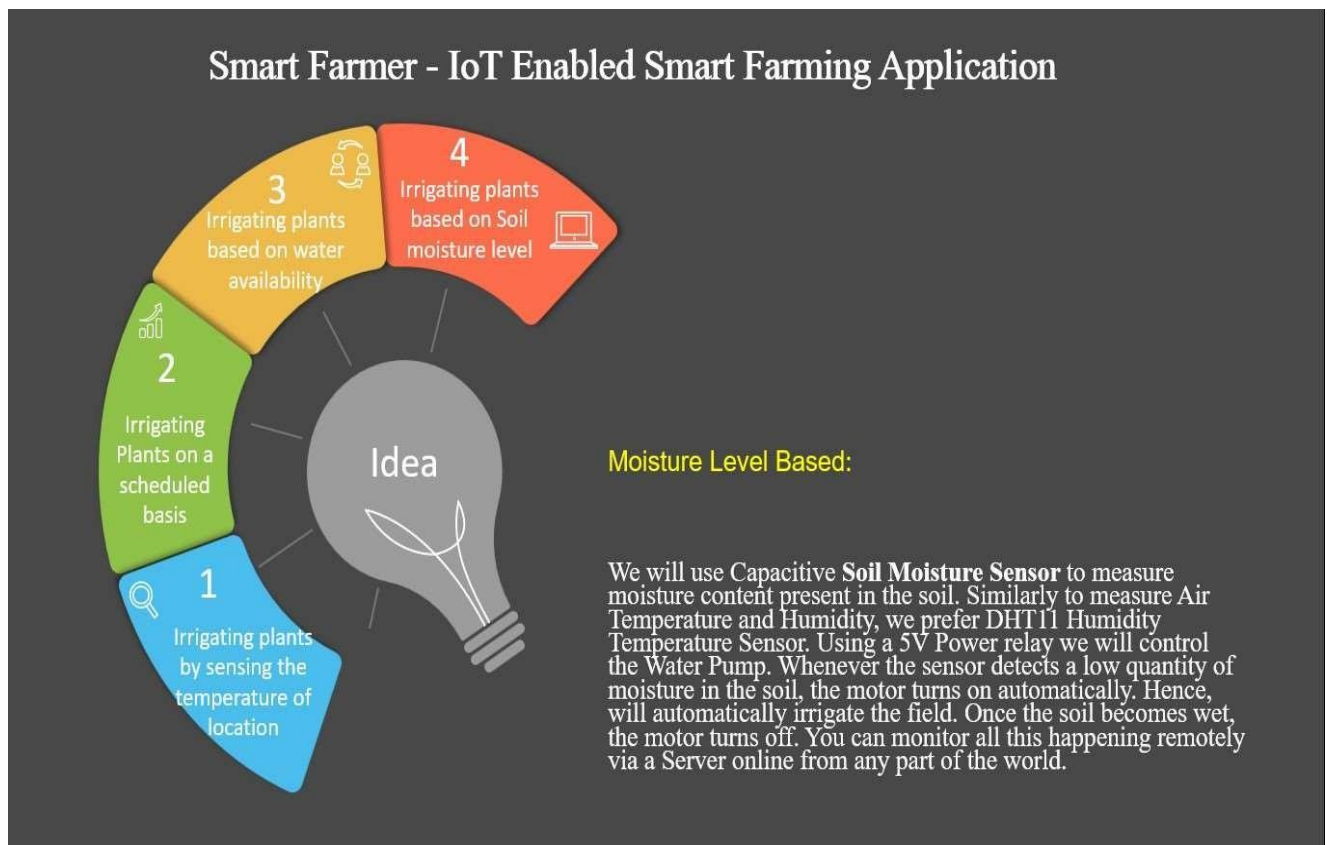 Smart Farmer - IoT Enabled Smart Farming Application
4
Irrigating plants
based on Soil
moisture level
3
Irrigating plants
based on water
availability
2
Irrigating
Plants on a
scheduled
basis
1
Irrigating plants
by sensing the
temperature of
location
Idea
Moisture Level Based:
We will use Capacitive Soil Moisture Sensor to measure
moisture content present in the soil. Similarly to measure Air
Temperature and Humidity, we prefer DHT11 Humidity
Temperature Sensor. Using a 5V Power relay we will control
the Water Pump. Whenever the sensor detects a low quantity of
moisture in the soil, the motor turns on automatically. Hence,
will automatically irrigate the field. Once the soil becomes wet,
the motor turns off. You can monitor all this happening remotely
via a Server online from any part of the world.